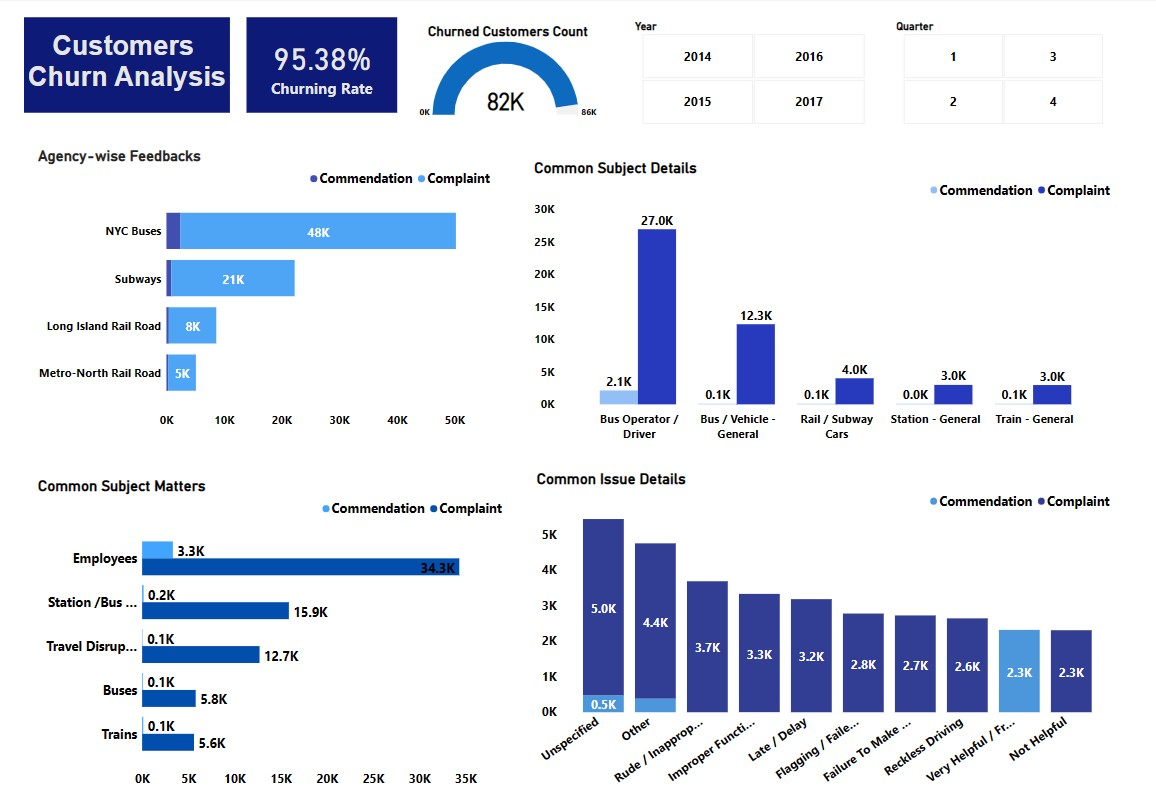 Customers
Churn Analysis
95.38%
Churning Rate
Churned Customers Count
82K
0K
86K
Year
2014
2016
2015
2017
Quarter
1
3
2
4
Agency-wise Feedbacks
Commendation Complaint
NYC Buses
48K
Subways
21K
Long Island Rail Road
8K
Metro-North Rail Road
5K
0K 10K 20K 30K 40K 50K
Common Subject Details
Commendation Complaint
30K
25K
20K
15K
10K
5K
0K
2.1K
27.0K
0.1K
12.3K
0.1K
4.0K
0.0K
3.0K
0.1K
3.0K
Bus Operator /
Driver
Bus / Vehicle -
General
Rail / Subway
Cars
Station - General
Train - General
Common Subject Matters
Commendation Complaint
Employees
3.3K
34.3K
Station /Bus ...
0.2K
15.9K
Travel Disrup...
0.1K
12.7K
Buses
0.1K
5.8K
Trains
0.1K
5.6K
0K 5K 10K 15K 20K 25K 30K 35K
Common Issue Details
Commendation Complaint
5K
4K
3K
2K
1K
0K
5.0K
0.5K
4.4K
3.7K
3.3K
3.2K
2.8K
2.7K
2.6K
2.3K
2.3K
Unspecified
Other
Rude / Inapprop...
Improper Functi...
Late / Delay
Flagging / Faile...
Failure To Make ...
Reckless Driving
Very Helpful / Fr...
Not Helpful